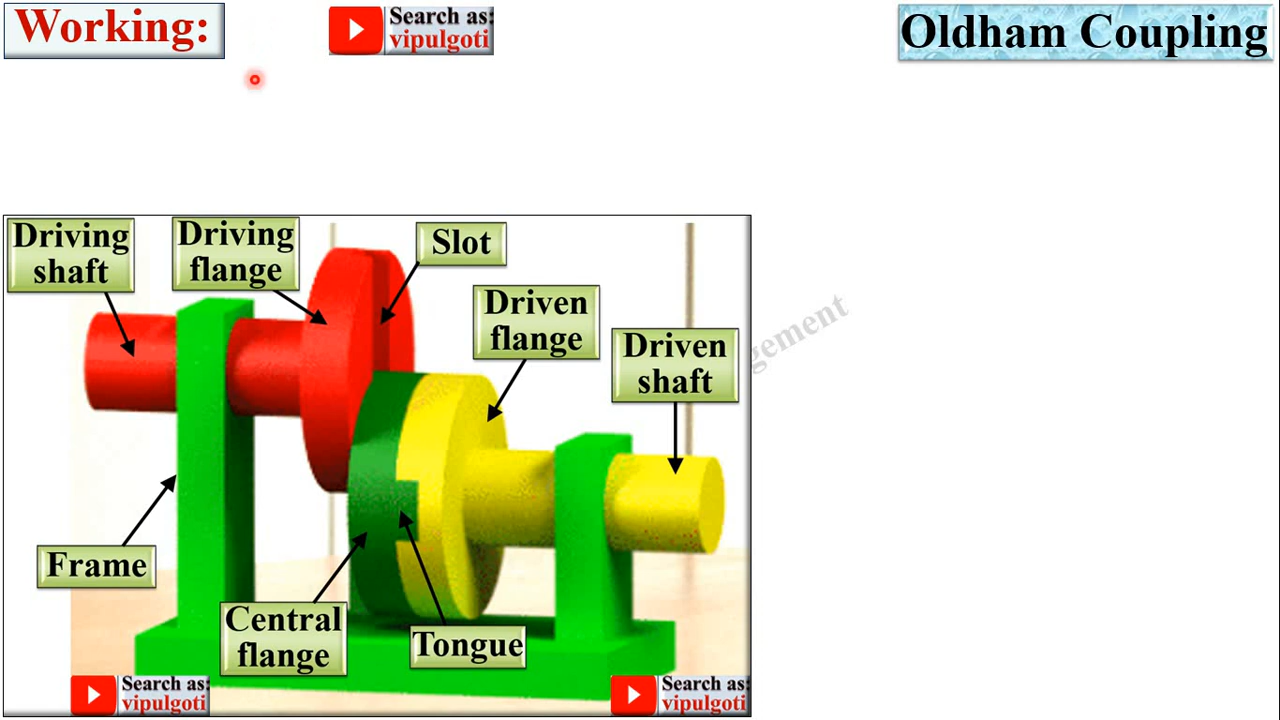 Working:
Search as:
vipulgoti
Oldham Coupling
Driving
shaft
Driving
flange
Slot
Driven
flange
Driven
shaft
gement
Frame
Central
flange
Tongue
Search as:
vipulgoti
Search as:
vipulgoti